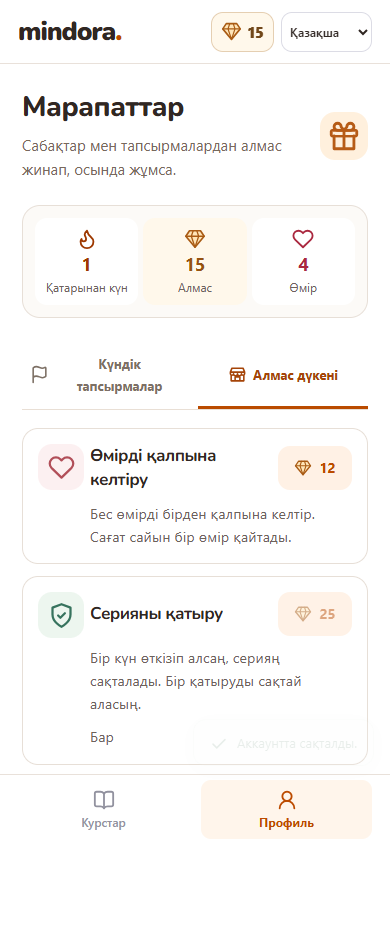 mindora.
15
Қазақша
Марапаттар
Сабақтар мен тапсырмалардан алмас
жинап, осында жұмса.
1
Қатарынан күн
15
Алмас
4
Өмір
Күндік
тапсырмалар
Алмас дүкені
Өмірді қалпына
келтіру
12
Бес өмірді бірден қалпына келтір.
Сағат сайын бір өмір қайтады.
Серияны қатыру
25
Бір күн өткізіп алсаң, серияң
сақталады. Бір қатыруды сақтай
аласың.
Бар
Аккаунтта сақталды.
Курстар
Профиль